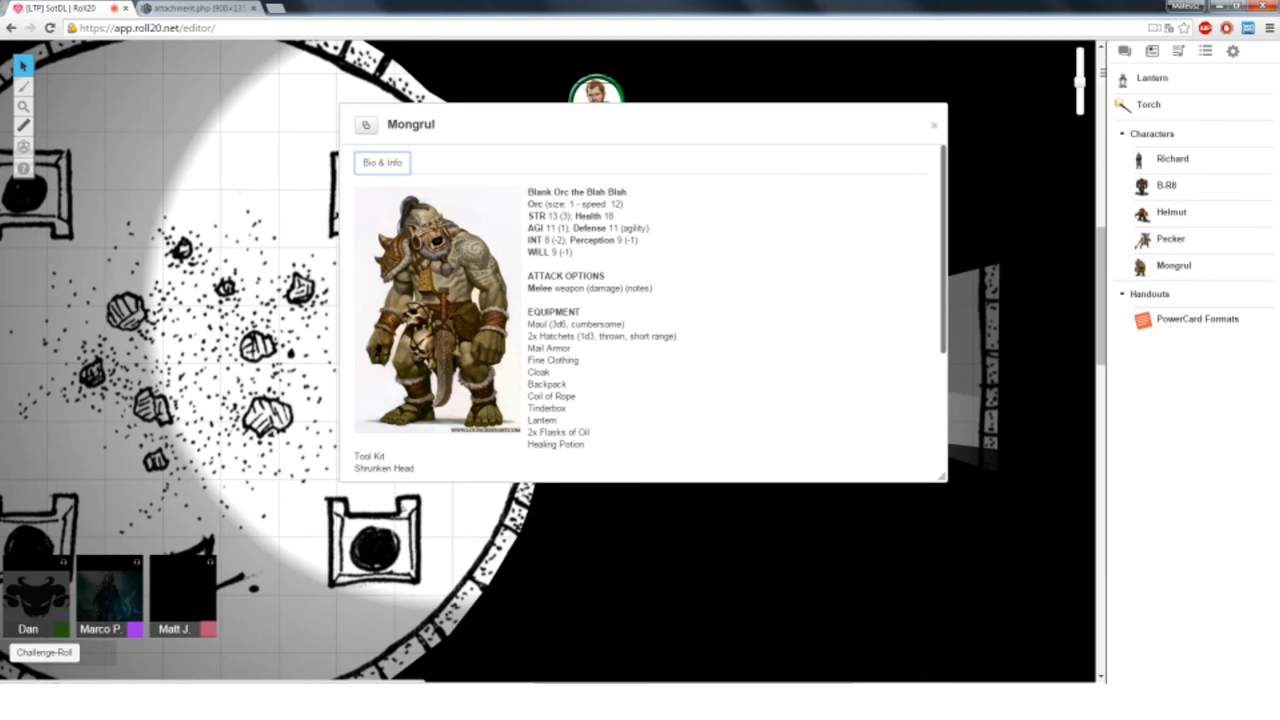 [LTP] SotDL | Roll20
attachment.php (900×135
Mateusz
https://app.roll20.net/editor/
Mongrul
Bio & Info
Blank Orc the Blah Blah
Orc (size: 1 - speed 12)
STR 13 (3); Health 18
AGI 11 (1); Defense 11 (agility)
INT 8 (-2); Perception 9 (-1)
WILL 9 (-1)
ATTACK OPTIONS
Melee weapon (damage) (notes)
EQUIPMENT
Maul (3d6, cumbersome)
2x Hatchets (1d3, thrown, short range)
Mail Armor
Fine Clothing
Cloak
Backpack
Coil of Rope
Tinderbox
Lantern
2x Flasks of Oil
Healing Potion
Tool Kit
Shrunken Head
Lantern
Torch
Characters
Richard
B-R8
Helmut
Pecker
Mongrul
Handouts
PowerCard Formats
Dan
Marco P.
Matt J.
Challenge-Roll